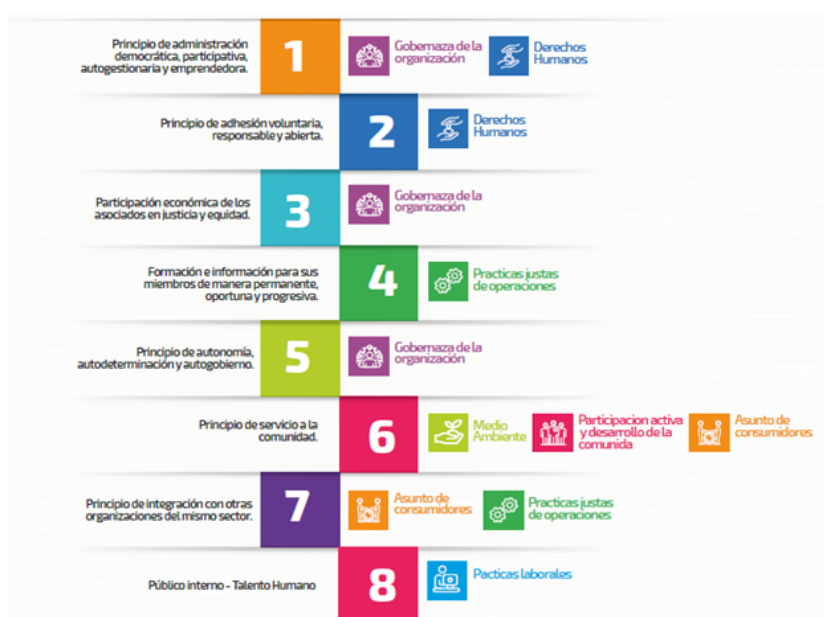 Principio de administración
democrática, participativa,
autogestionaria y emprendedora.
1
Gobernaza de la
organización
Derechos
Humanos
Principio de adhesión voluntaria,
responsable y abierta.
2
Derechos
Humanos
Participación económica de los
asociados en justicia y equidad.
3
Gobernaza de la
organización
Formación e información para sus
miembros de manera permanente,
oportuna y progresiva.
4
Practicas justas
de operaciones
Principio de autonomía,
autodeterminación y autogobierno.
5
Gobernaza de la
organización
Principio de servicio a la
comunidad.
6
Medio
Ambiente
Participacion activa
y desarrollo de la
comunida
Asunto de
consumidores
Principio de integración con otras
organizaciones del mismo sector.
7
Asunto de
consumidores
Practicas justas
de operaciones
Público interno - Talento Humano
8
Pacticas laborales